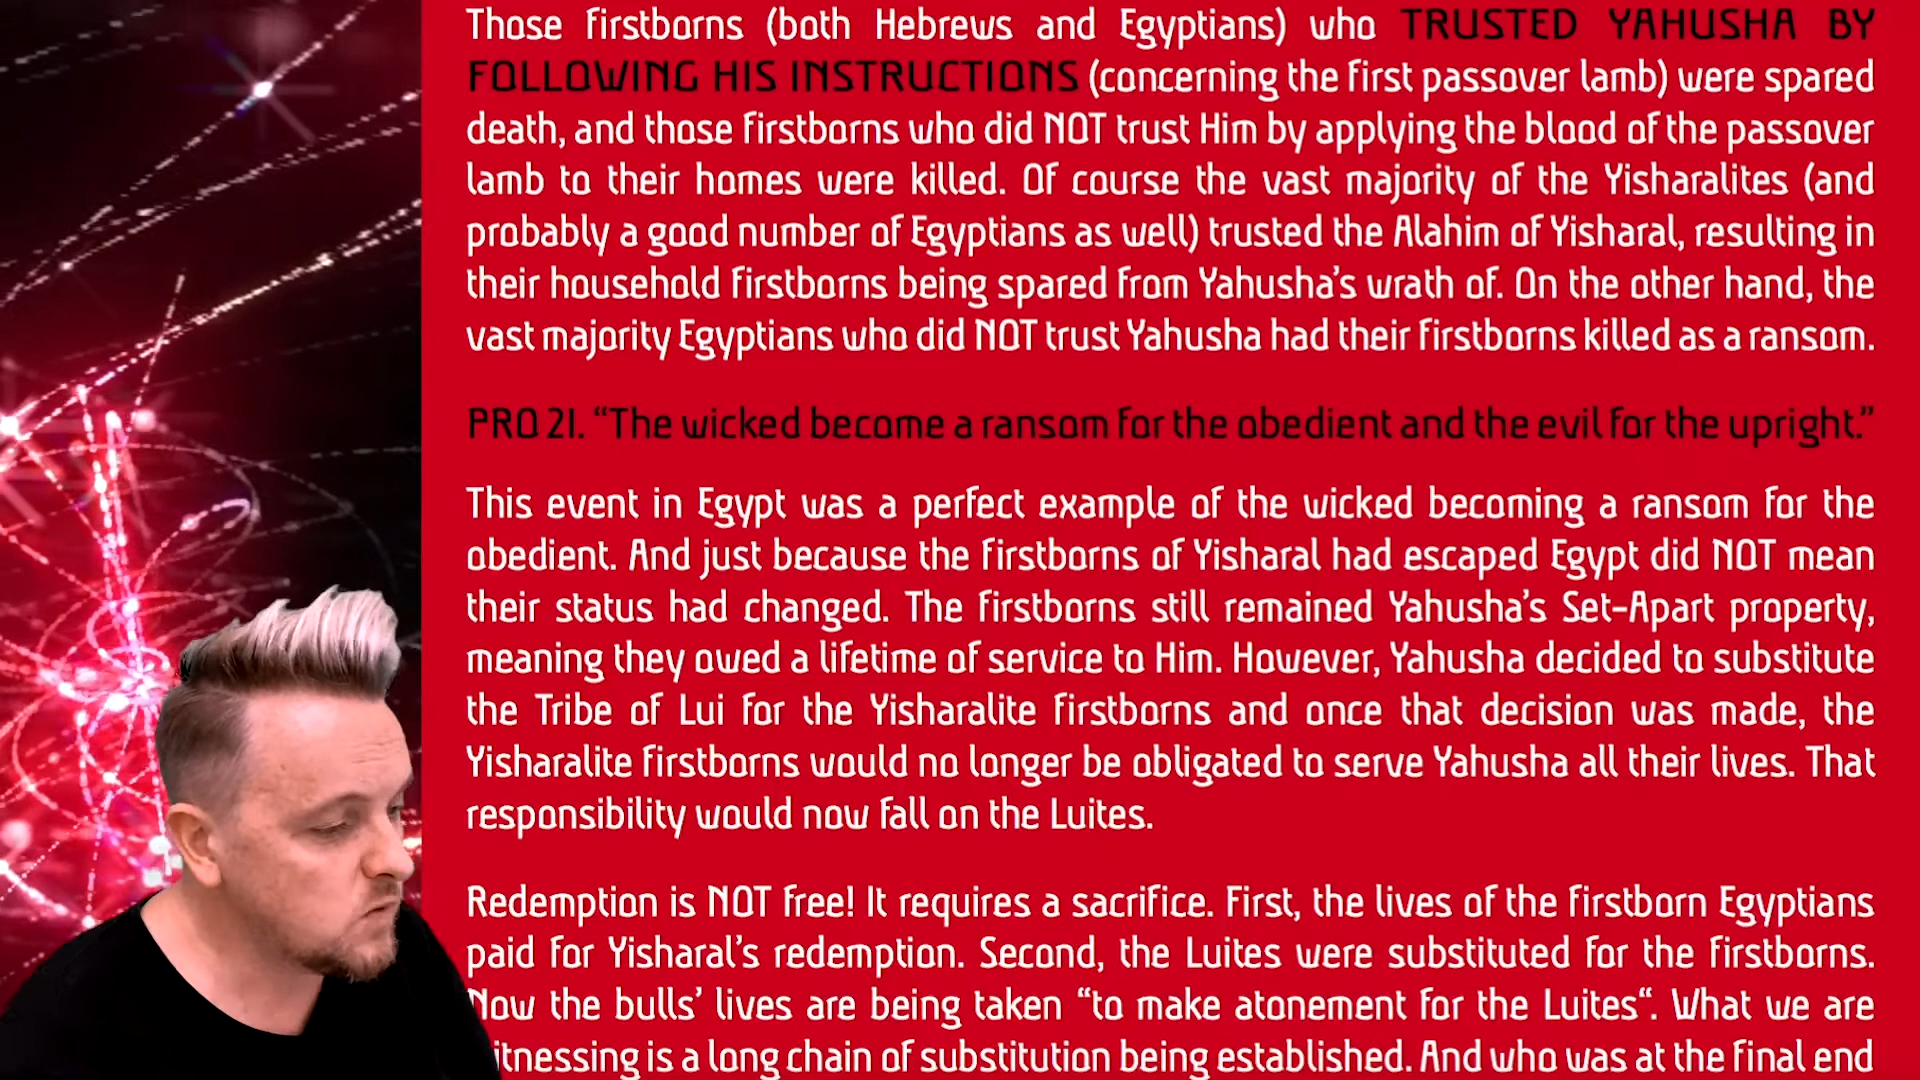 Those firstborns (both Hebrews and Egyptians) who TRUSTED YAHUSHA BY
FOLLOWING HIS INSTRUCTIONS (concerning the first passover lamb) were spared
death, and those firstborns who did NOT trust Him by applying the blood of the passover
lamb to their homes were killed. Of course the vast majority of the Yisharalites (and
probably a good number of Egyptians as well) trusted the Alahim of Yisharal, resulting in
their household firstborns being spared from Yahusha's wrath of. On the other hand, the
vast majority Egyptians who did NOT trust Yahusha had their firstborns killed as a ransom.
PRO 21. “The wicked become a ransom for the obedient and the evil for the upright.”
This event in Egypt was a perfect example of the wicked becoming a ransom for the
obedient. And just because the firstborns of Yisharal had escaped Egypt did NOT mean
their status had changed. The firstborns still remained Yahusha's Set-Apart property,
meaning they owed a lifetime of service to Him. However, Yahusha decided to substitute
the Tribe of Lui for the Yisharalite firstborns and once that decision was made, the
Yisharalite firstborns would no longer be obligated to serve Yahusha all their lives. That
responsibility would now fall on the Luites.
Redemption is NOT free! It requires a sacrifice. First, the lives of the firstborn Egyptians
paid for Yisharal's redemption. Second, the Luites were substituted for the firstborns.
Now the bulls' lives are being taken “to make atonement for the Luites“. What we are
itnessing is a long chain of substitution being established. And who was at the final end